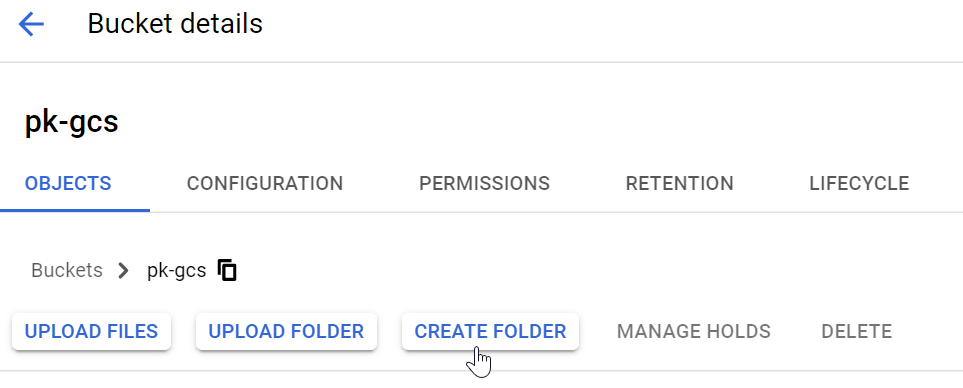 Bucket details
pk-gcs
OBJECTS CONFIGURATION PERMISSIONS RETENTION LIFECYCLE
Buckets pk-gcs
UPLOAD FILES UPLOAD FOLDER CREATE FOLDER MANAGE HOLDS DELETE